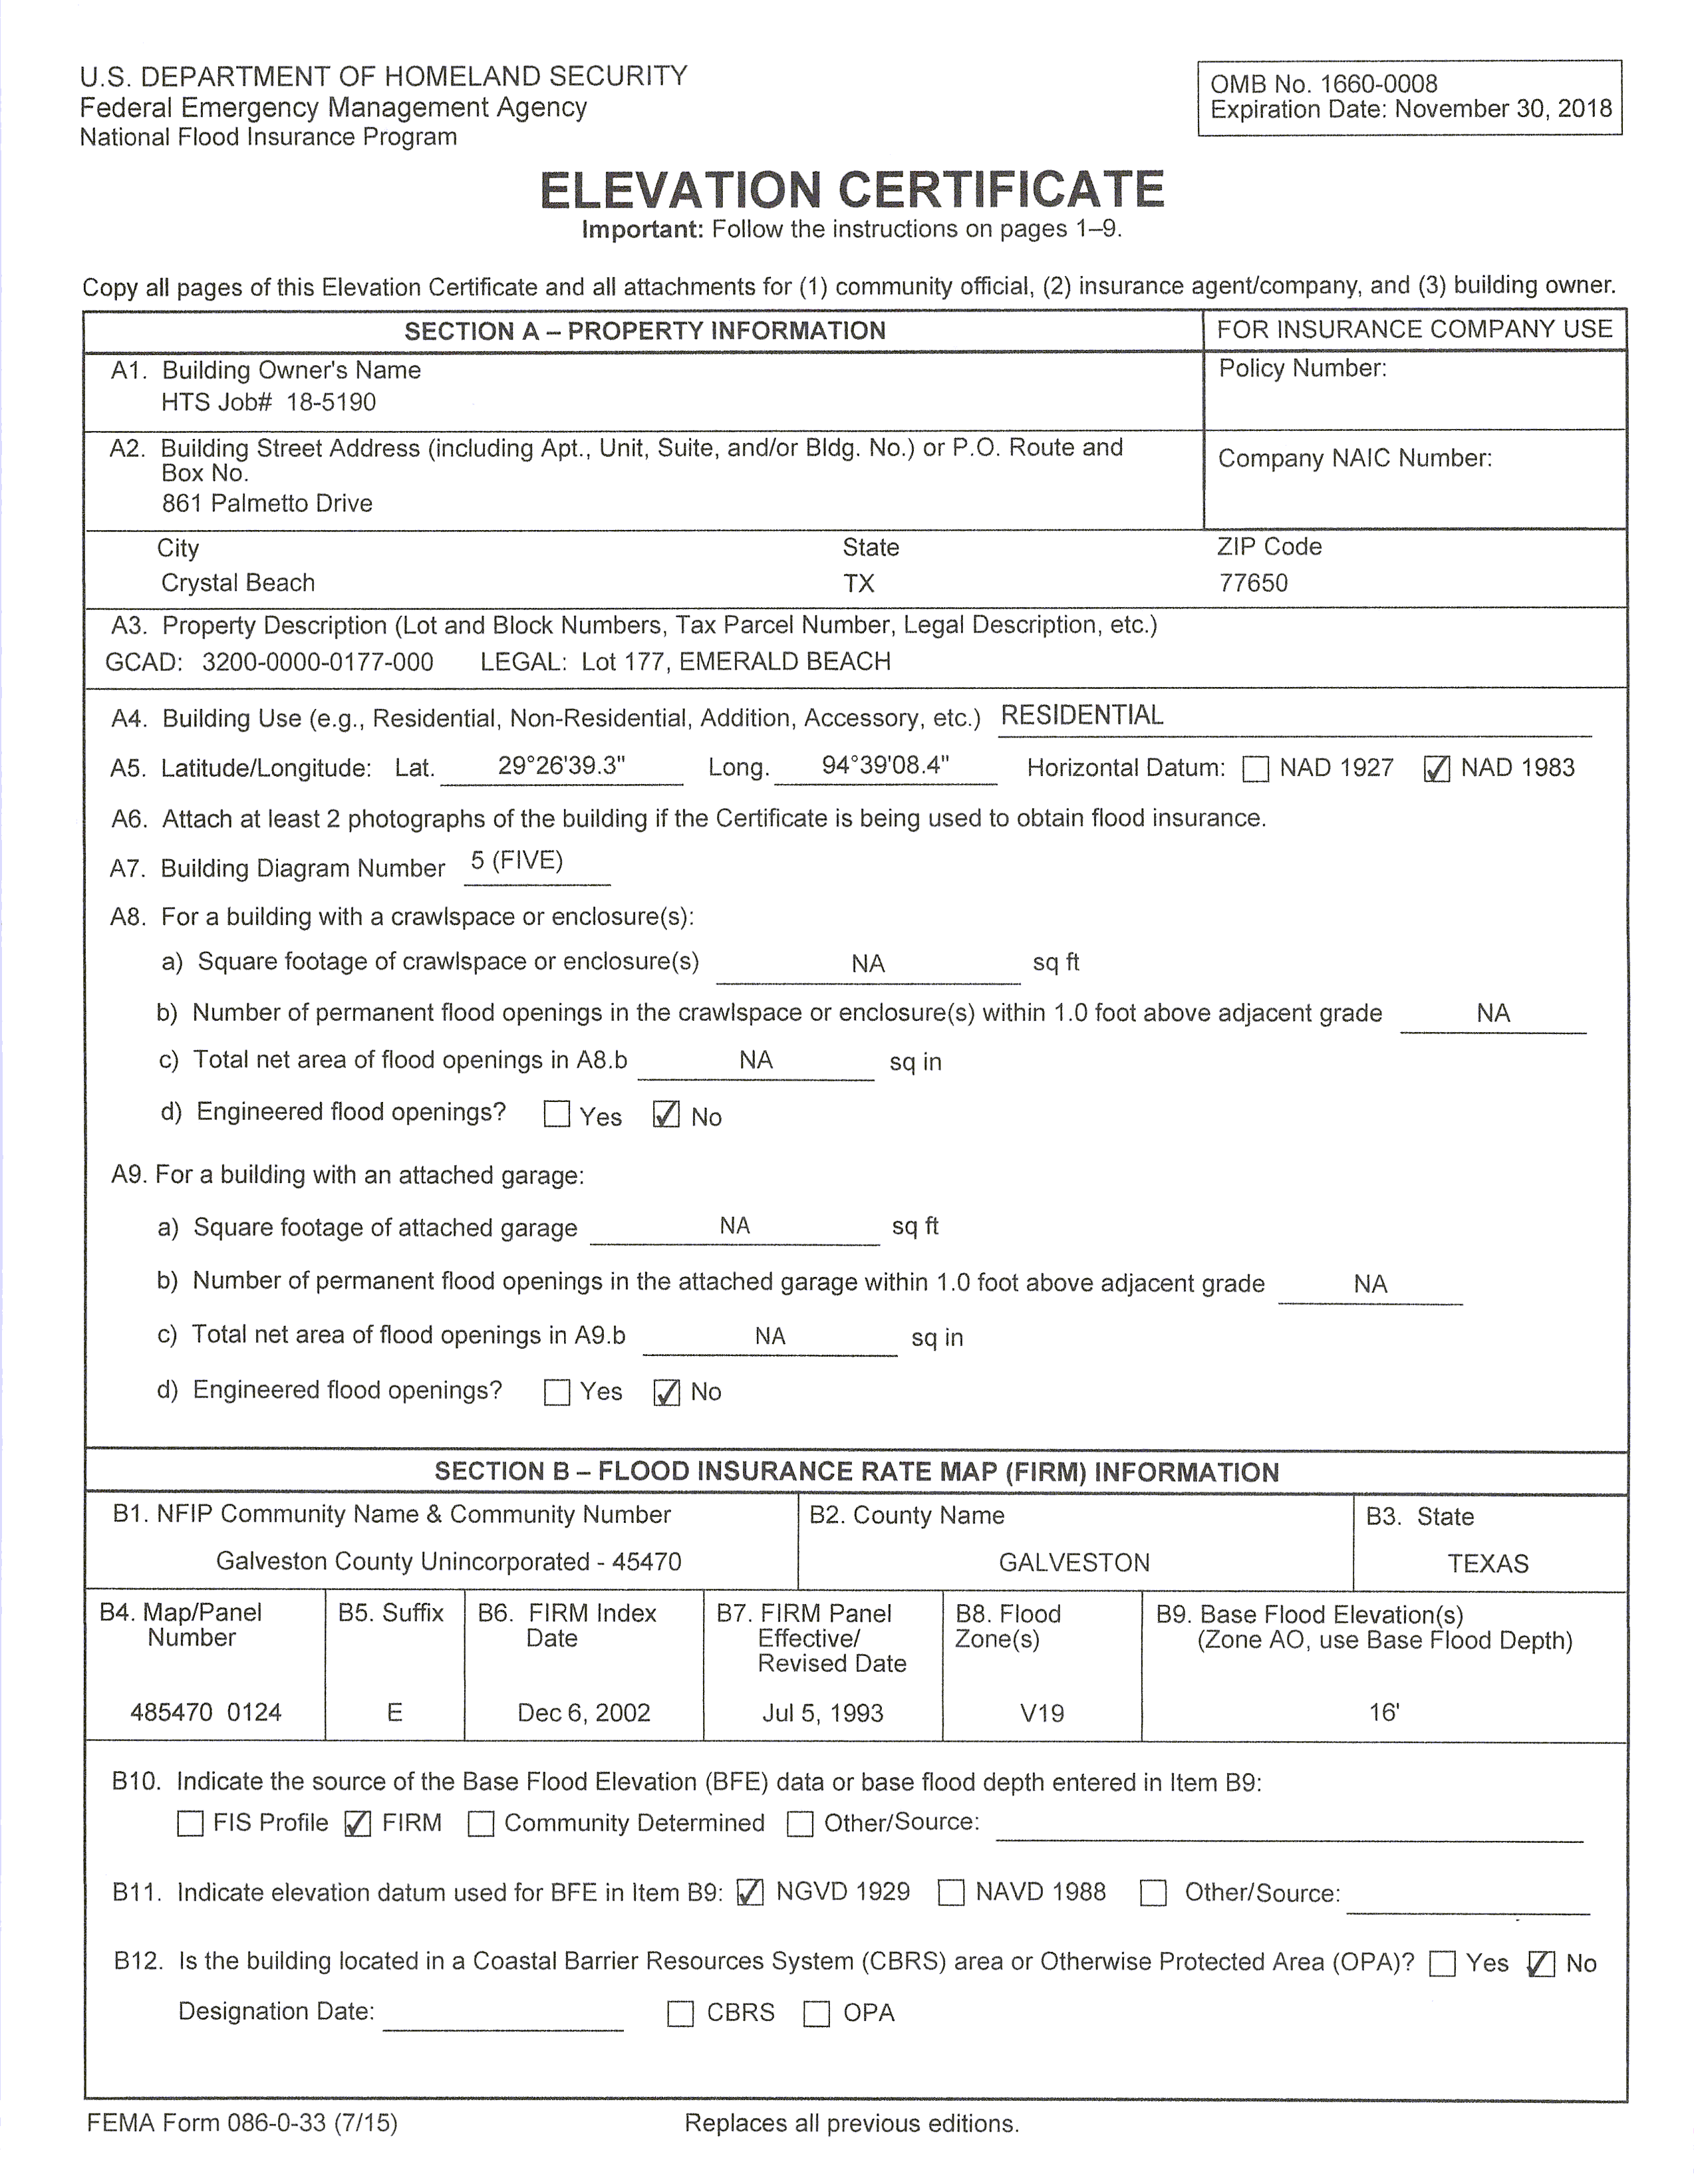 U.S. DEPARTMENT OF HOMELAND SECURITY
Federal Emergency Management Agency
National Flood Insurance Program
OMB No. 1660-0008
Expiration Date: November 30, 2018
ELEVATION CERTIFICATE
Important: Follow the instructions on pages 1–9.
Copy all pages of this Elevation Certificate and all attachments for (1) community official, (2) insurance agent/company, and (3) building owner.
SECTION A – PROPERTY INFORMATION
FOR INSURANCE COMPANY USE
A1. Building Owner's Name
HTS Job# 18-5190
Policy Number:
A2. Building Street Address (including Apt., Unit, Suite, and/or Bldg. No.) or P.O. Route and
Box No.
861 Palmetto Drive
Company NAIC Number:
City State ZIP Code
Crystal Beach TX 77650
A3. Property Description (Lot and Block Numbers, Tax Parcel Number, Legal Description, etc.)
GCAD: 3200-0000-0177-000 LEGAL: Lot 177, EMERALD BEACH
A4. Building Use (e.g., Residential, Non-Residential, Addition, Accessory, etc.) RESIDENTIAL
A5. Latitude/Longitude: Lat. 29°26'39.3" Long. 94°39'08.4" Horizontal Datum: NAD 1927 NAD 1983
A6. Attach at least 2 photographs of the building if the Certificate is being used to obtain flood insurance.
A7. Building Diagram Number 5 (FIVE)
A8. For a building with a crawlspace or enclosure(s):
a) Square footage of crawlspace or enclosure(s) NA sq ft
b) Number of permanent flood openings in the crawlspace or enclosure(s) within 1.0 foot above adjacent grade NA
c) Total net area of flood openings in A8.b NA sq in
d) Engineered flood openings? Yes No
A9. For a building with an attached garage:
a) Square footage of attached garage NA sq ft
b) Number of permanent flood openings in the attached garage within 1.0 foot above adjacent grade NA
c) Total net area of flood openings in A9.b NA sq in
d) Engineered flood openings? Yes No
SECTION B – FLOOD INSURANCE RATE MAP (FIRM) INFORMATION
B1. NFIP Community Name & Community Number
Galveston County Unincorporated - 45470
B2. County Name
GALVESTON
B3. State
TEXAS
B4. Map/Panel
Number
485470 0124
B5. Suffix
E
B6. FIRM Index
Date
Dec 6, 2002
B7. FIRM Panel
Effective/
Revised Date
Jul 5, 1993
B8. Flood
Zone(s)
V19
B9. Base Flood Elevation(s)
(Zone AO, use Base Flood Depth)
16'
B10. Indicate the source of the Base Flood Elevation (BFE) data or base flood depth entered in Item B9:
FIS Profile FIRM Community Determined Other/Source:
B11. Indicate elevation datum used for BFE in Item B9: NGVD 1929 NAVD 1988 Other/Source:
B12. Is the building located in a Coastal Barrier Resources System (CBRS) area or Otherwise Protected Area (OPA)? Yes No
Designation Date: CBRS OPA
FEMA Form 086-0-33 (7/15) Replaces all previous editions.